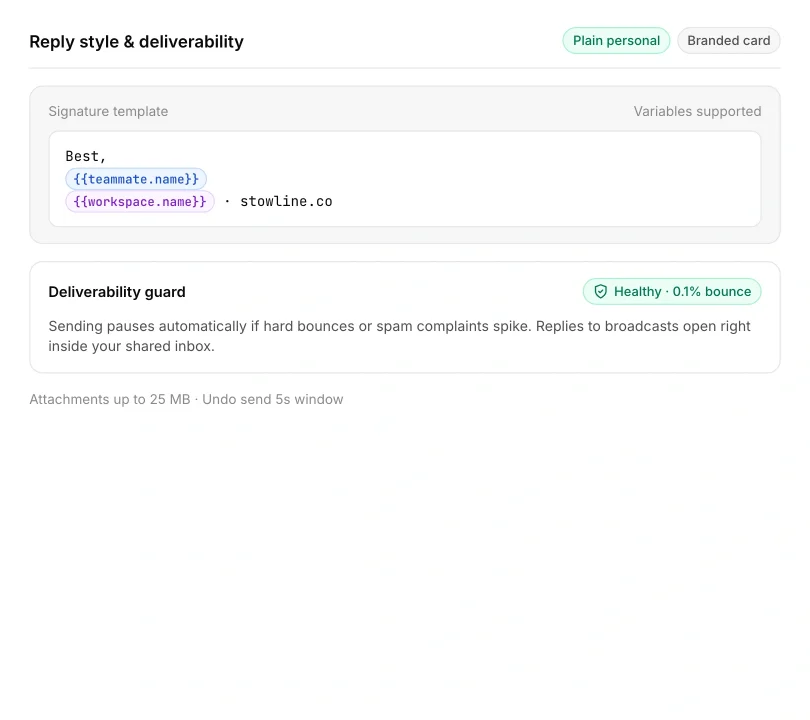 Reply style & deliverability
Plain personal
Branded card
Signature template
Variables supported
Best,
{{teammate.name}}
{{workspace.name}} · stowline.co
Deliverability guard
Healthy · 0.1% bounce
Sending pauses automatically if hard bounces or spam complaints spike. Replies to broadcasts open right
inside your shared inbox.
Attachments up to 25 MB · Undo send 5s window